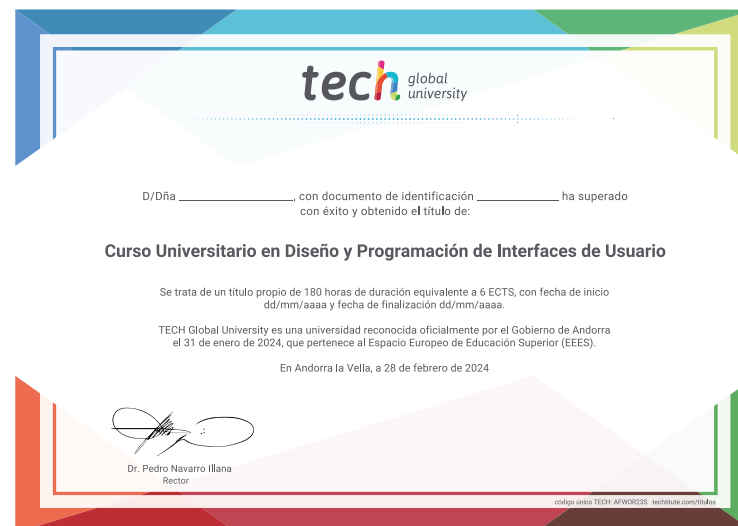 tech global university
D/Dña ____________________, con documento de identificación ______________ ha superado
con éxito y obtenido el título de:
Curso Universitario en Diseño y Programación de Interfaces de Usuario
Se trata de un título propio de 180 horas de duración equivalente a 6 ECTS, con fecha de inicio
dd/mm/aaaa y fecha de finalización dd/mm/aaaa.
TECH Global University es una universidad reconocida oficialmente por el Gobierno de Andorra
el 31 de enero de 2024, que pertenece al Espacio Europeo de Educación Superior (EEES).
En Andorra la Vella, a 28 de febrero de 2024
Dr. Pedro Navarro Illana
Rector
código único TECH: AFWOR23S techtitute.com/titulos